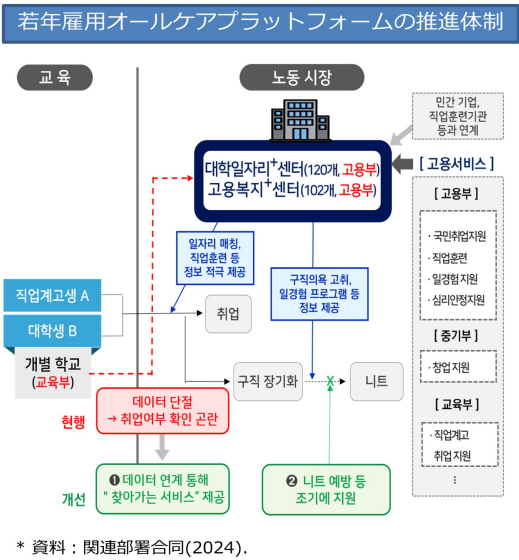 若年雇用オールケアプラットフォームの推進体制
교 육
노동 시장
민간 기업,
직업훈련기관
등과 연계
대학일자리+센터(120개, 고용부)
고용복지+센터(102개, 고용부)
[ 고용서비스 ]
[ 고용부 ]
· 국민취업지원
· 직업훈련
· 일경험 지원
· 심리안정지원
[ 중기부 ]
· 창업 지원
[ 교육부 ]
· 직업계고
취업 지원
⋮
일자리 매칭,
직업훈련 등
정보 적극 제공
구직의욕 고취,
일경험 프로그램 등
정보 제공
직업계고생 A
대학생 B
개별 학교
(교육부)
취업
구직 장기화
X
니트
현행
데이터 단절
→ 취업여부 확인 곤란
개선
❶ 데이터 연계 통해
" 찾아가는 서비스" 제공
❷ 니트 예방 등
조기에 지원
* 資料：関連部署合同(2024).